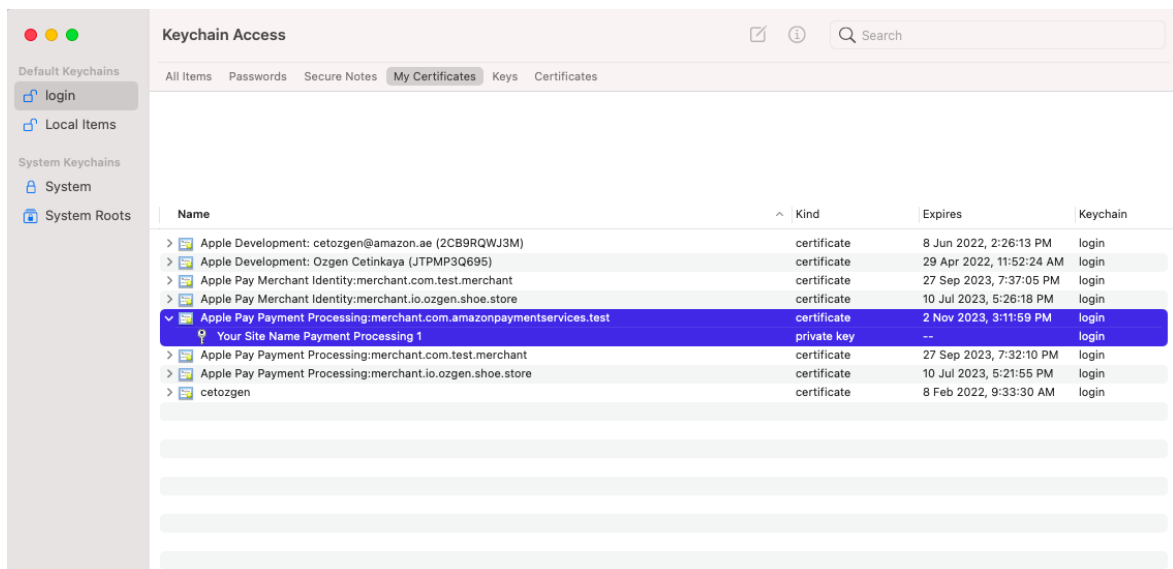 Keychain Access
Search
Default Keychains
login
Local Items
System Keychains
System
System Roots
All Items Passwords Secure Notes My Certificates Keys Certificates
Name Kind Expires Keychain
Apple Development: cetozgen@amazon.ae (2CB9RQWJ3M) certificate 8 Jun 2022, 2:26:13 PM login
Apple Development: Ozgen Cetinkaya (JTPMP3Q695) certificate 29 Apr 2022, 11:52:24 AM login
Apple Pay Merchant Identity:merchant.com.test.merchant certificate 27 Sep 2023, 7:37:05 PM login
Apple Pay Merchant Identity:merchant.io.ozgen.shoe.store certificate 10 Jul 2023, 5:26:18 PM login
Apple Pay Payment Processing:merchant.com.amazonpaymentservices.test certificate 2 Nov 2023, 3:11:59 PM login
Your Site Name Payment Processing 1 private key -- login
Apple Pay Payment Processing:merchant.com.test.merchant certificate 27 Sep 2023, 7:32:10 PM login
Apple Pay Payment Processing:merchant.io.ozgen.shoe.store certificate 10 Jul 2023, 5:21:55 PM login
cetozgen certificate 8 Feb 2022, 9:33:30 AM login